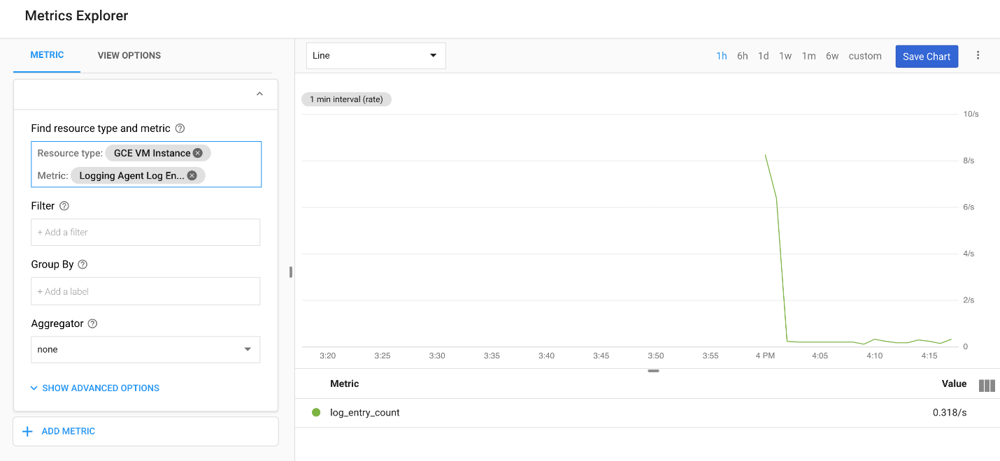 Metrics Explorer
METRIC
VIEW OPTIONS
Find resource type and metric
Resource type: GCE VM Instance
Metric: Logging Agent Log En...
Filter
+ Add a filter
Group By
+ Add a label
Aggregator
none
SHOW ADVANCED OPTIONS
ADD METRIC
Line
1h 6h 1d 1w 1m 6w custom
Save Chart
1 min interval (rate)
10/s
8/s
6/s
4/s
2/s
0
3:20 3:25 3:30 3:35 3:40 3:45 3:50 3:55 4 PM 4:05 4:10 4:15
Metric Value
log_entry_count 0.318/s